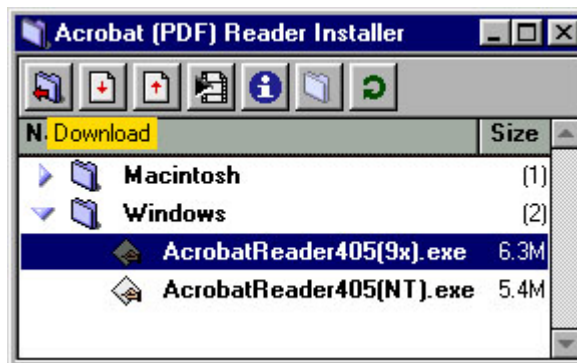 Acrobat (PDF) Reader Installer
Download
N. Size
Macintosh (1)
Windows (2)
AcrobatReader405(9x).exe 6.3M
AcrobatReader405(NT).exe 5.4M